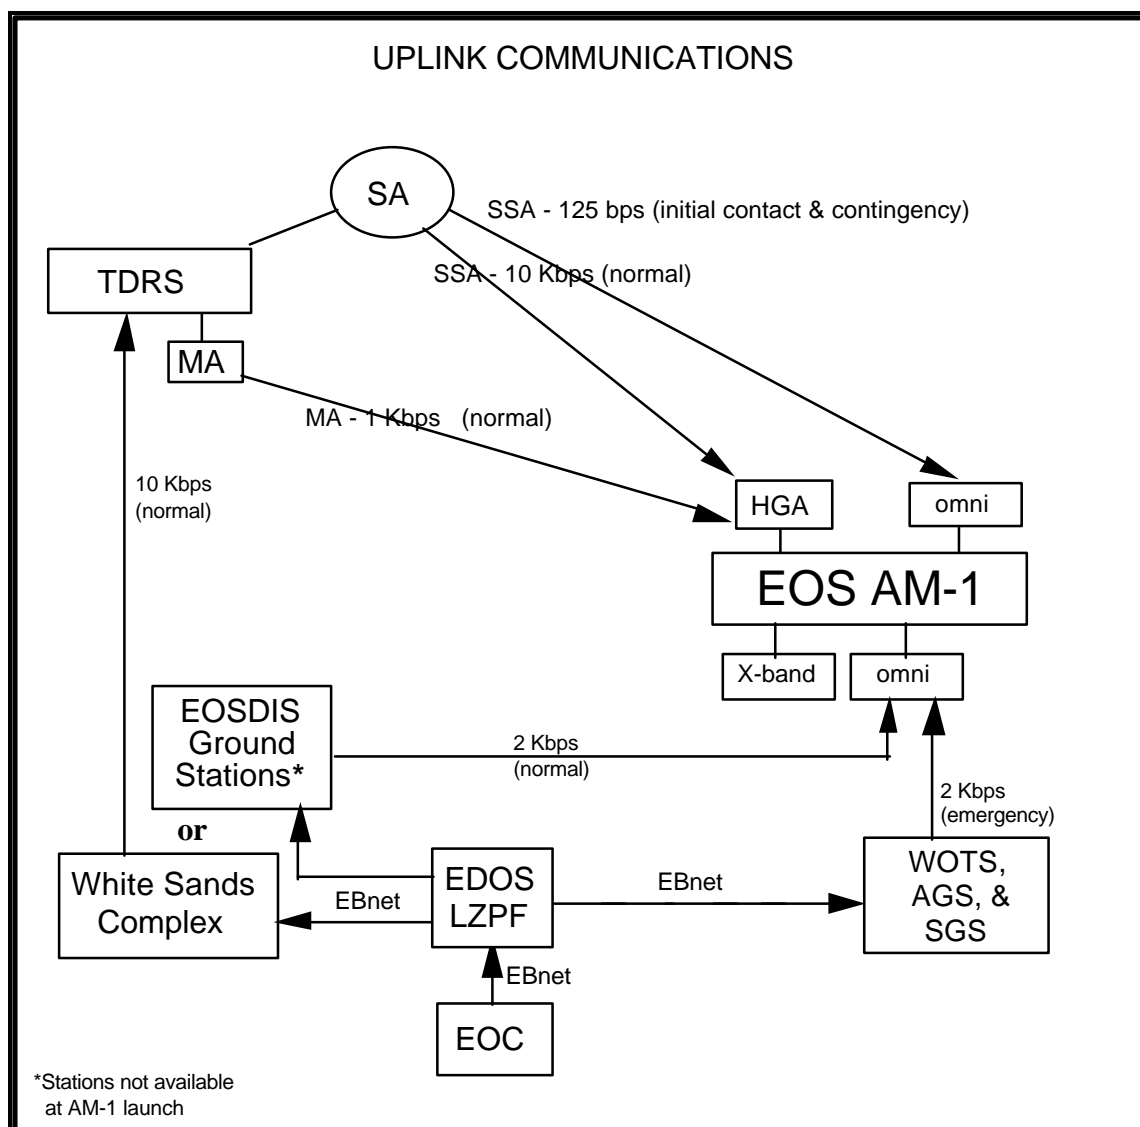 UPLINK COMMUNICATIONS
SA
SSA - 125 bps (initial contact & contingency)
SSA - 10 Kbps (normal)
TDRS
MA
MA - 1 Kbps (normal)
10 Kbps
(normal)
HGA
omni
EOS AM-1
X-band
omni
EOSDIS
Ground
Stations*
2 Kbps
(normal)
2 Kbps
(emergency)
or
White Sands
Complex
EBnet
EDOS
LZPF
EBnet
WOTS,
AGS, &
SGS
EBnet
EOC
*Stations not available
at AM-1 launch